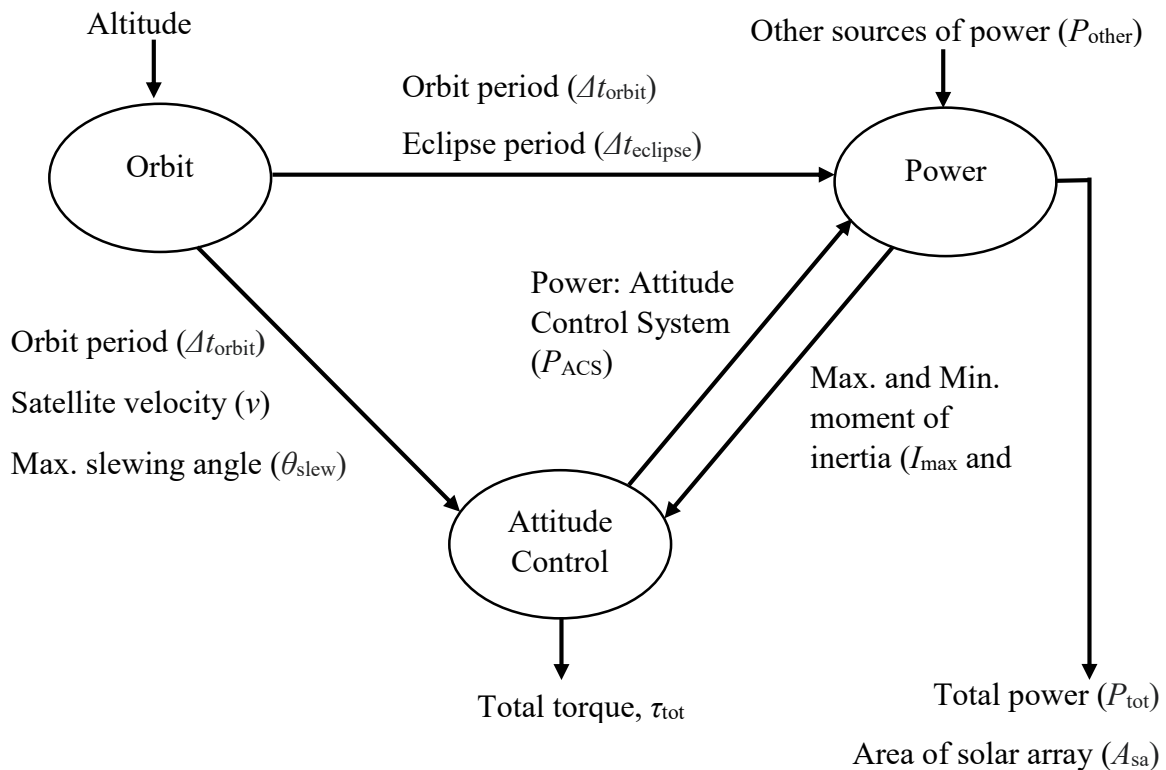 Altitude
Other sources of power (Pother)
Orbit period (Δtorbit)
Eclipse period (Δteclipse)
Orbit
Power
Power: Attitude
Control System
(PACS)
Orbit period (Δtorbit)
Satellite velocity (v)
Max. slewing angle (θslew)
Max. and Min.
moment of
inertia (Imax and
Attitude
Control
Total torque, τtot
Total power (Ptot)
Area of solar array (Asa)